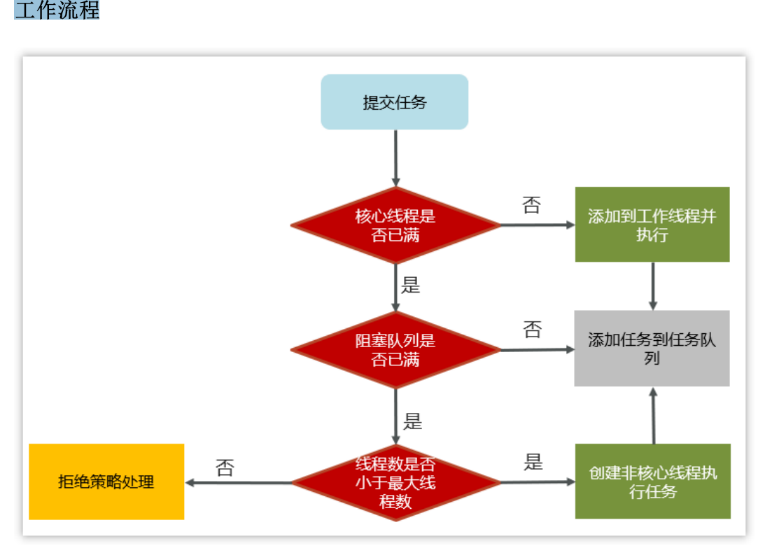 工作流程
提交任务
核心线程是
否已满
否
添加到工作线程并
执行
是
阻塞队列是
否已满
否
添加任务到任务队
列
是
线程数是否
小于最大线
程数
否
拒绝策略处理
是
创建非核心线程执
行任务